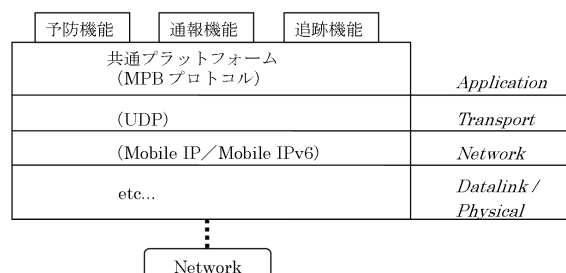 予防機能 通報機能 追跡機能
共通プラットフォーム
（MPB プロトコル） Application
（UDP） Transport
（Mobile IP／Mobile IPv6） Network
etc... Datalink /
Physical
Network